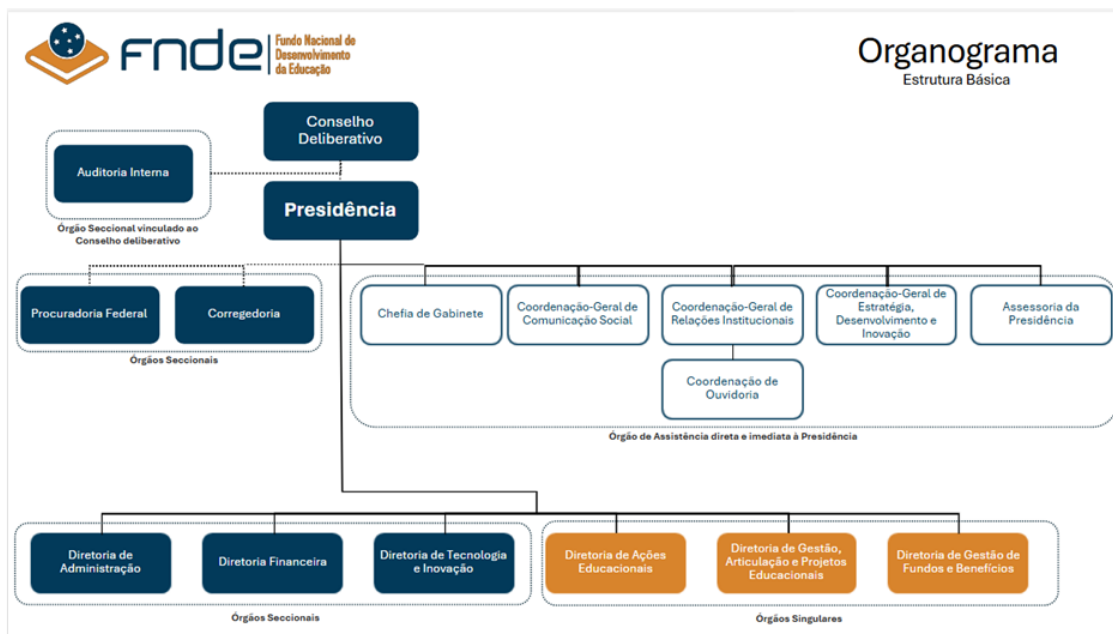 fnde
Fundo Nacional de
Desenvolvimento
da Educação
Organograma
Estrutura Básica
Conselho
Deliberativo
Auditoria Interna
Presidência
Órgão Seccional vinculado ao
Conselho deliberativo
Procuradoria Federal
Corregedoria
Órgãos Seccionais
Chefia de Gabinete
Coordenação-Geral de
Comunicação Social
Coordenação-Geral de
Relações Institucionais
Coordenação-Geral de
Estratégia,
Desenvolvimento e
Inovação
Assessoria da
Presidência
Coordenação de
Ouvidoria
Órgão de Assistência direta e imediata à Presidência
Diretoria de
Administração
Diretoria Financeira
Diretoria de Tecnologia
e Inovação
Diretoria de Ações
Educacionais
Diretoria de Gestão,
Articulação e Projetos
Educacionais
Diretoria de Gestão de
Fundos e Benefícios
Órgãos Seccionais
Órgãos Singulares